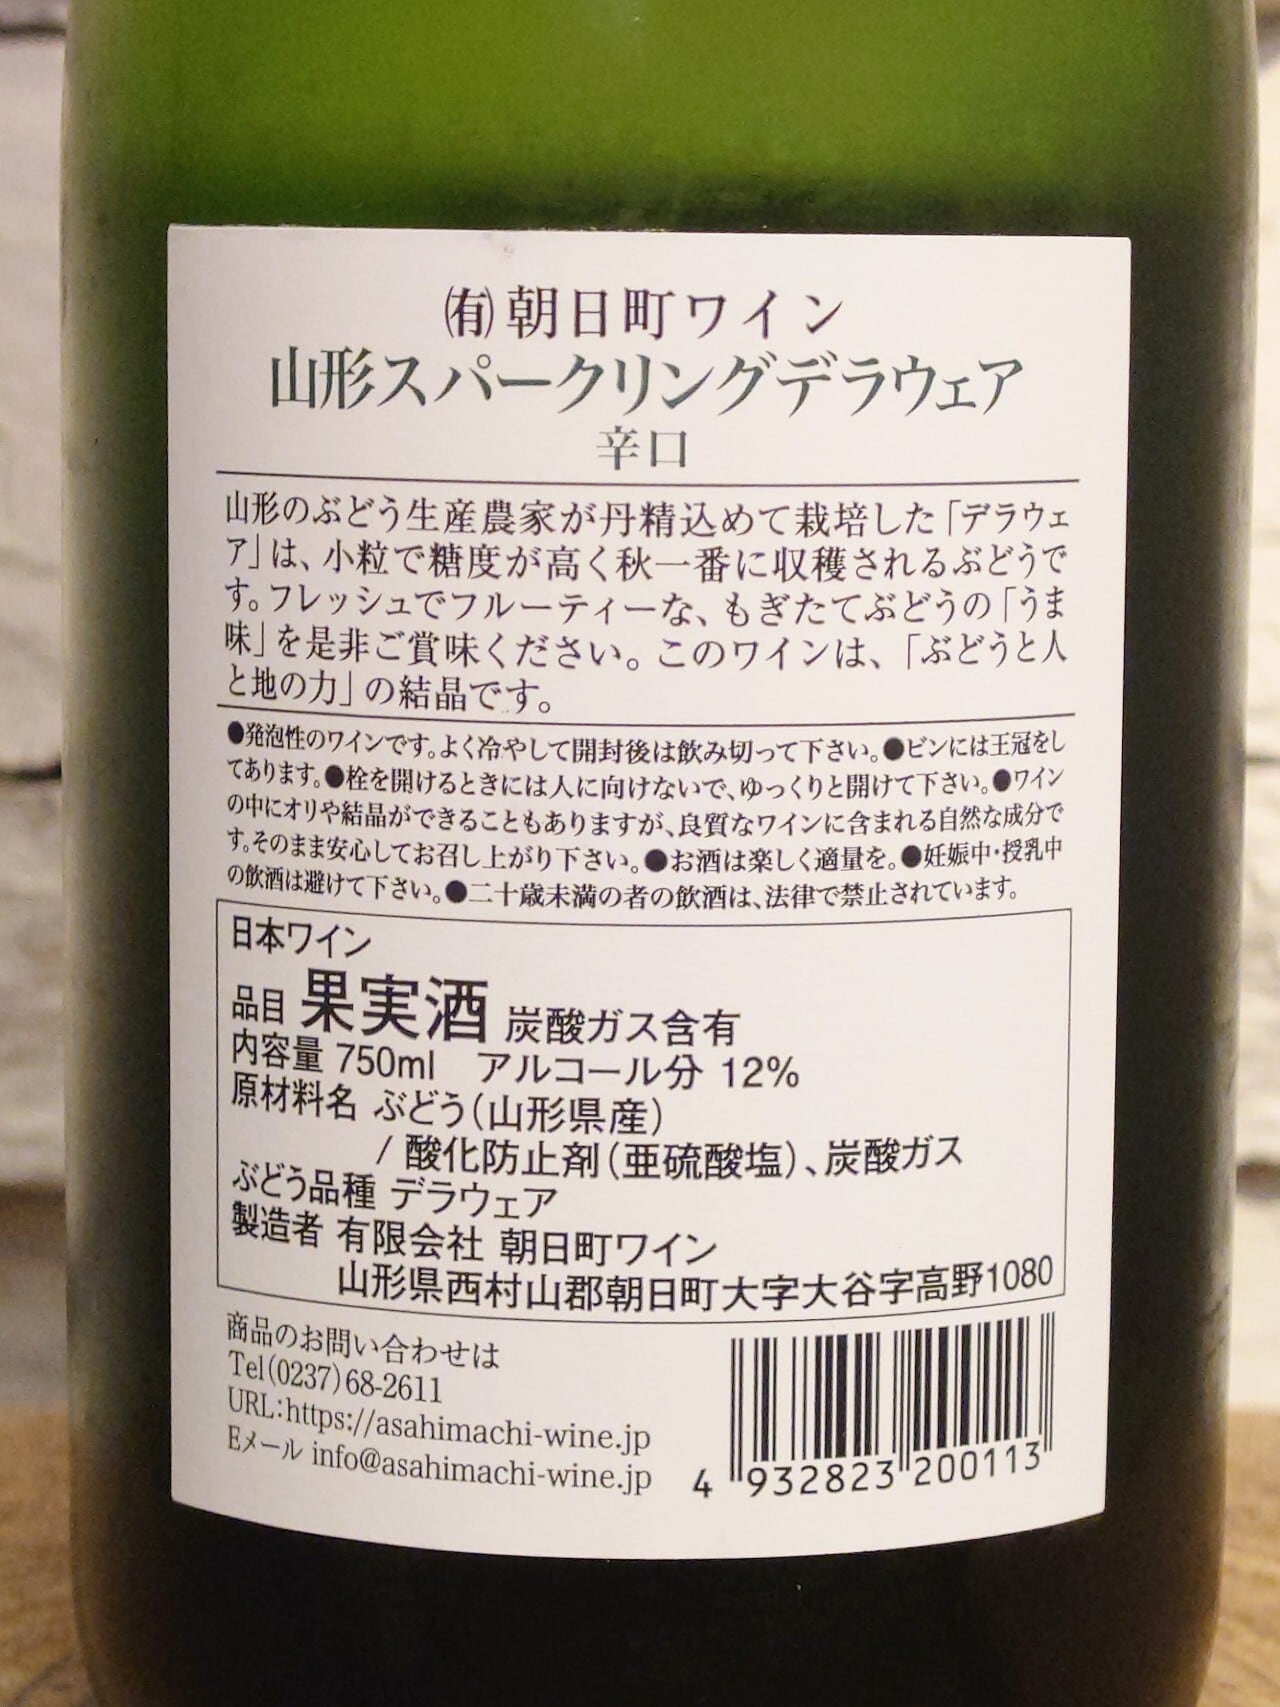 ㈲朝日町ワイン
山形スパークリングデラウェア
辛口
山形のぶどう生産農家が丹精込めて栽培した「デラウェ
ア」は、小粒で糖度が高く秋一番に収穫されるぶどうで
す。フレッシュでフルーティーな、もぎたてぶどうの「うま
味」を是非ご賞味ください。このワインは、「ぶどうと人
と地の力」の結晶です。
●発泡性のワインです。よく冷やして開封後は飲み切って下さい。●ビンには王冠をし
てあります。●栓を開けるときには人に向けないで、ゆっくりと開けて下さい。●ワイン
の中にオリや結晶ができることもありますが、良質なワインに含まれる自然な成分で
す。そのまま安心してお召し上がり下さい。●お酒は楽しく適量を。●妊娠中・授乳中
の飲酒は避けて下さい。●二十歳未満の者の飲酒は、法律で禁止されています。
日本ワイン
品目 果実酒 炭酸ガス含有
内容量 750ml アルコール分 12%
原材料名 ぶどう(山形県産)
/ 酸化防止剤(亜硫酸塩)、炭酸ガス
ぶどう品種 デラウェア
製造者 有限会社 朝日町ワイン
山形県西村山郡朝日町大字大谷字高野1080
商品のお問い合わせは
Tel(0237)68-2611
URL:https://asahimachi-wine.jp
Eメール info@asahimachi-wine.jp
4 932823 200113